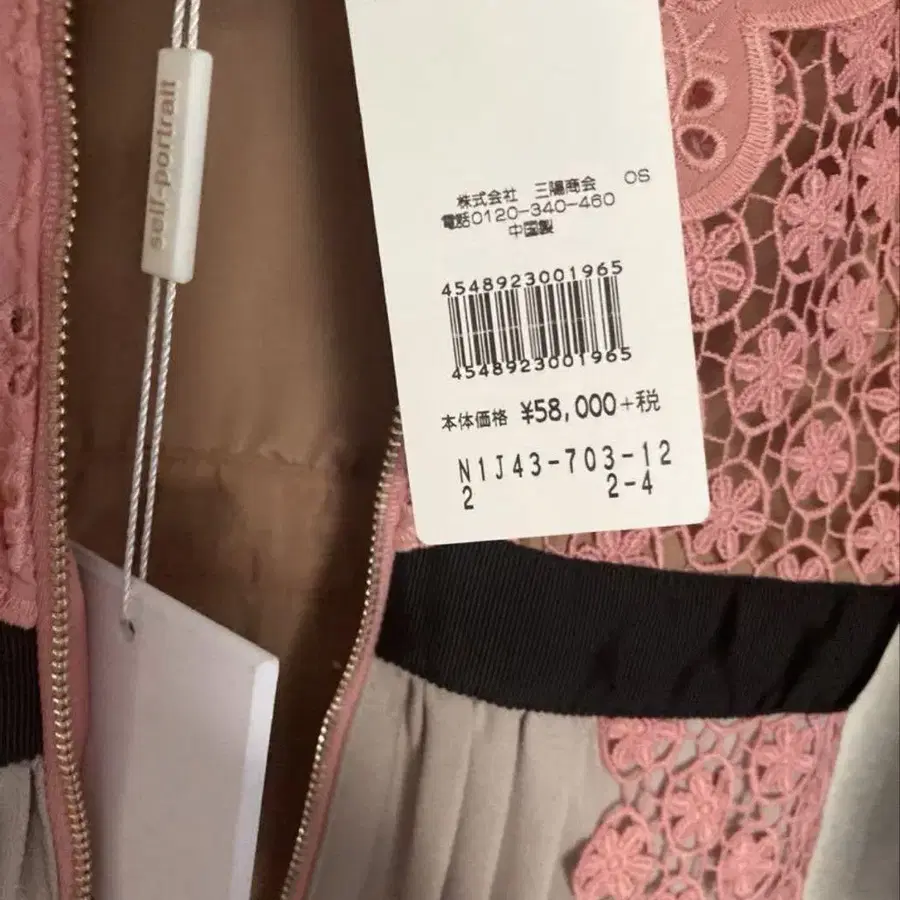 self-portrait
株式会社 三陽商会 OS
電話0120-340-460
中国製
4548923001965
4548923001965
本体価格 ¥58,000+税
N1J43-703-12
2 2-4